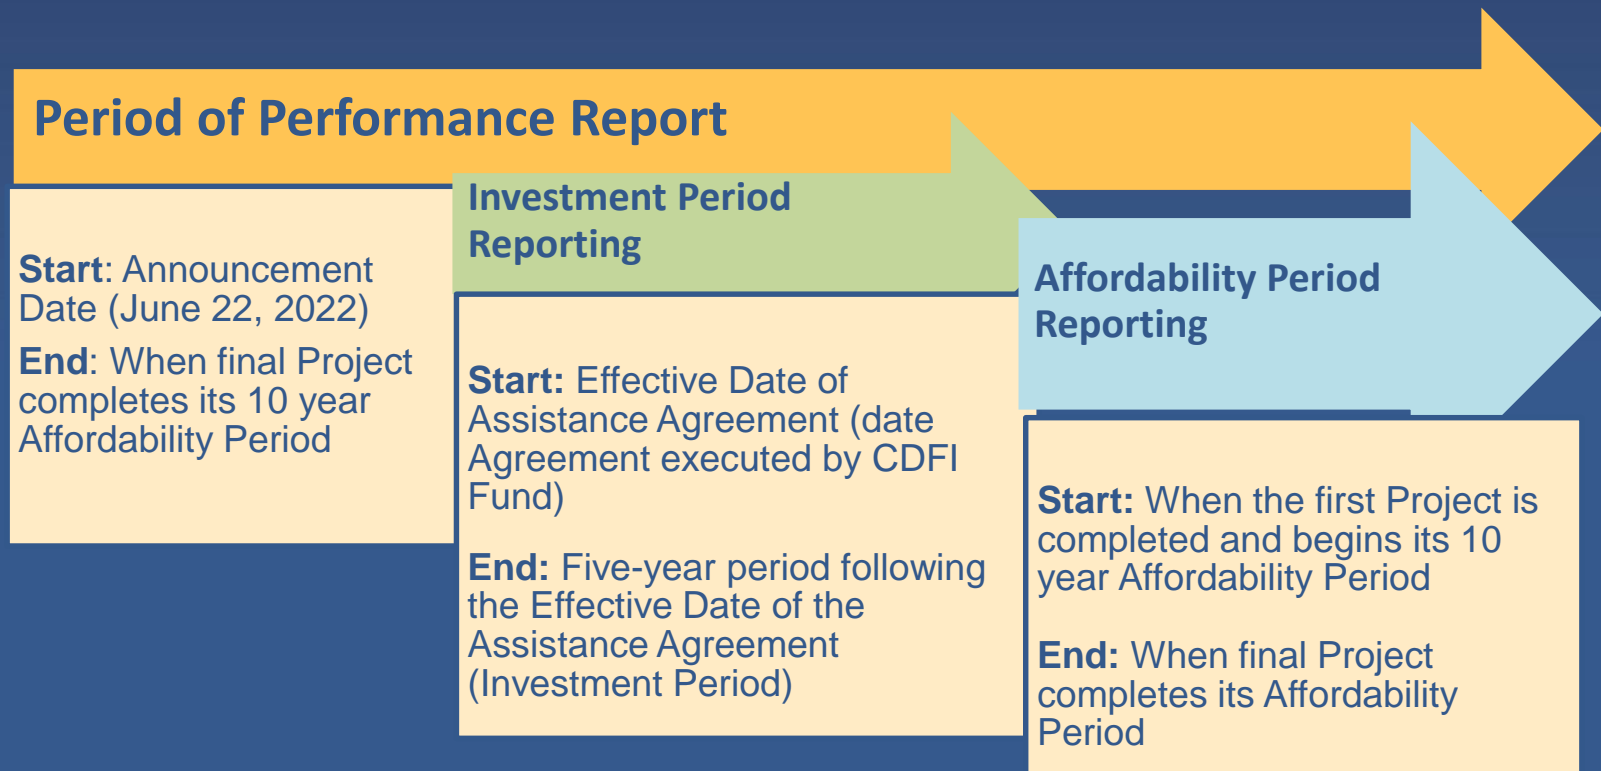 Period of Performance Report
Start: Announcement
Date (June 22, 2022)
End: When final Project
completes its 10 year
Affordability Period
Investment Period
Reporting
Start: Effective Date of
Assistance Agreement (date
Agreement executed by CDFI
Fund)
End: Five-year period following
the Effective Date of the
Assistance Agreement
(Investment Period)
Affordability Period
Reporting
Start: When the first Project is
completed and begins its 10
year Affordability Period
End: When final Project
completes its Affordability
Period